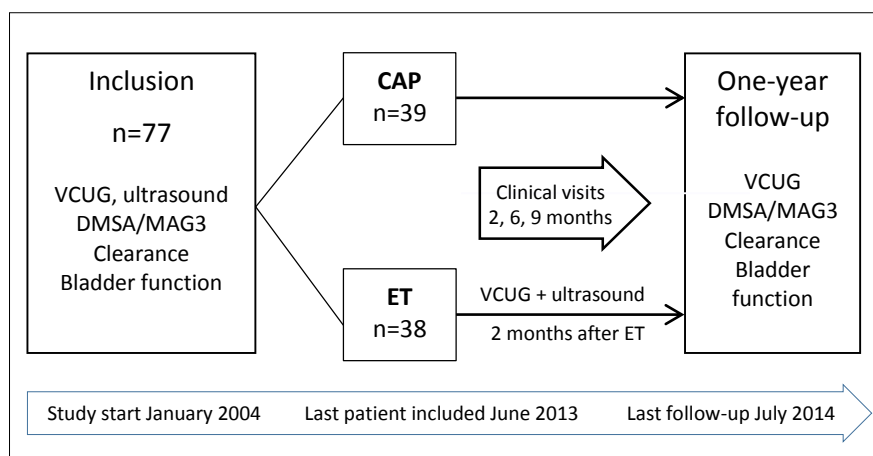 Inclusion
n=77
VCUG, ultrasound
DMSA/MAG3
Clearance
Bladder function
CAP
n=39
Clinical visits
2, 6, 9 months
ET
n=38
VCUG + ultrasound
2 months after ET
One-year
follow-up
VCUG
DMSA/MAG3
Clearance
Bladder
function
Study start January 2004
Last patient included June 2013
Last follow-up July 2014